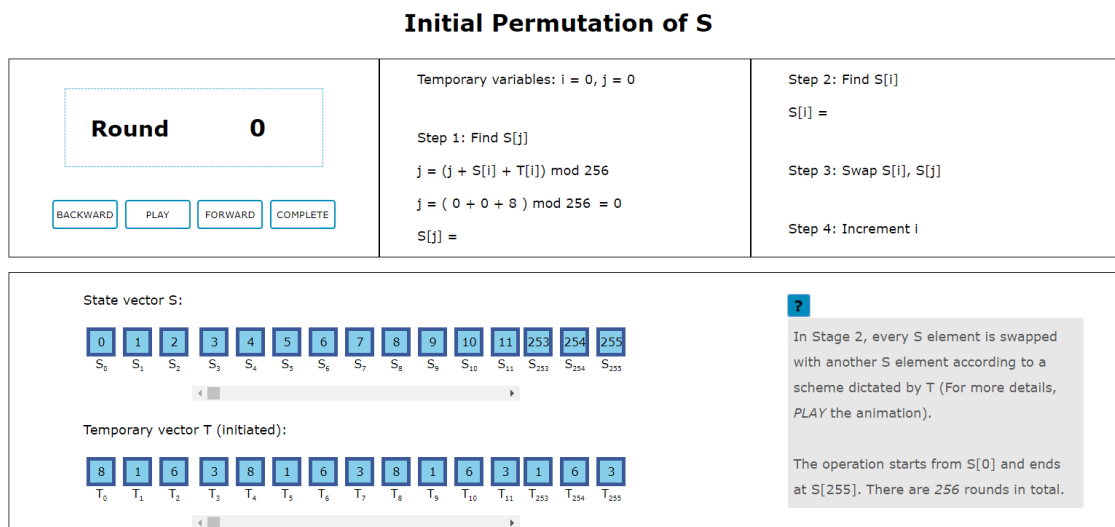 Initial Permutation of S
Round 0
BACKWARD PLAY FORWARD COMPLETE
Temporary variables: i = 0, j = 0
Step 1: Find S[j]
j = (j + S[i] + T[i]) mod 256
j = ( 0 + 0 + 8 ) mod 256 = 0
S[j] =
Step 2: Find S[i]
S[i] =
Step 3: Swap S[i], S[j]
Step 4: Increment i
State vector S:
0 1 2 3 4 5 6 7 8 9 10 11 253 254 255
S₀ S₁ S₂ S₃ S₄ S₅ S₆ S₇ S₈ S₉ S₁₀ S₁₁ S₂₅₃ S₂₅₄ S₂₅₅
Temporary vector T (initiated):
8 1 6 3 8 1 6 3 8 1 6 3 1 6 3
T₀ T₁ T₂ T₃ T₄ T₅ T₆ T₇ T₈ T₉ T₁₀ T₁₁ T₂₅₃ T₂₅₄ T₂₅₅
?
In Stage 2, every S element is swapped
with another S element according to a
scheme dictated by T (For more details,
PLAY the animation).
The operation starts from S[0] and ends
at S[255]. There are 256 rounds in total.